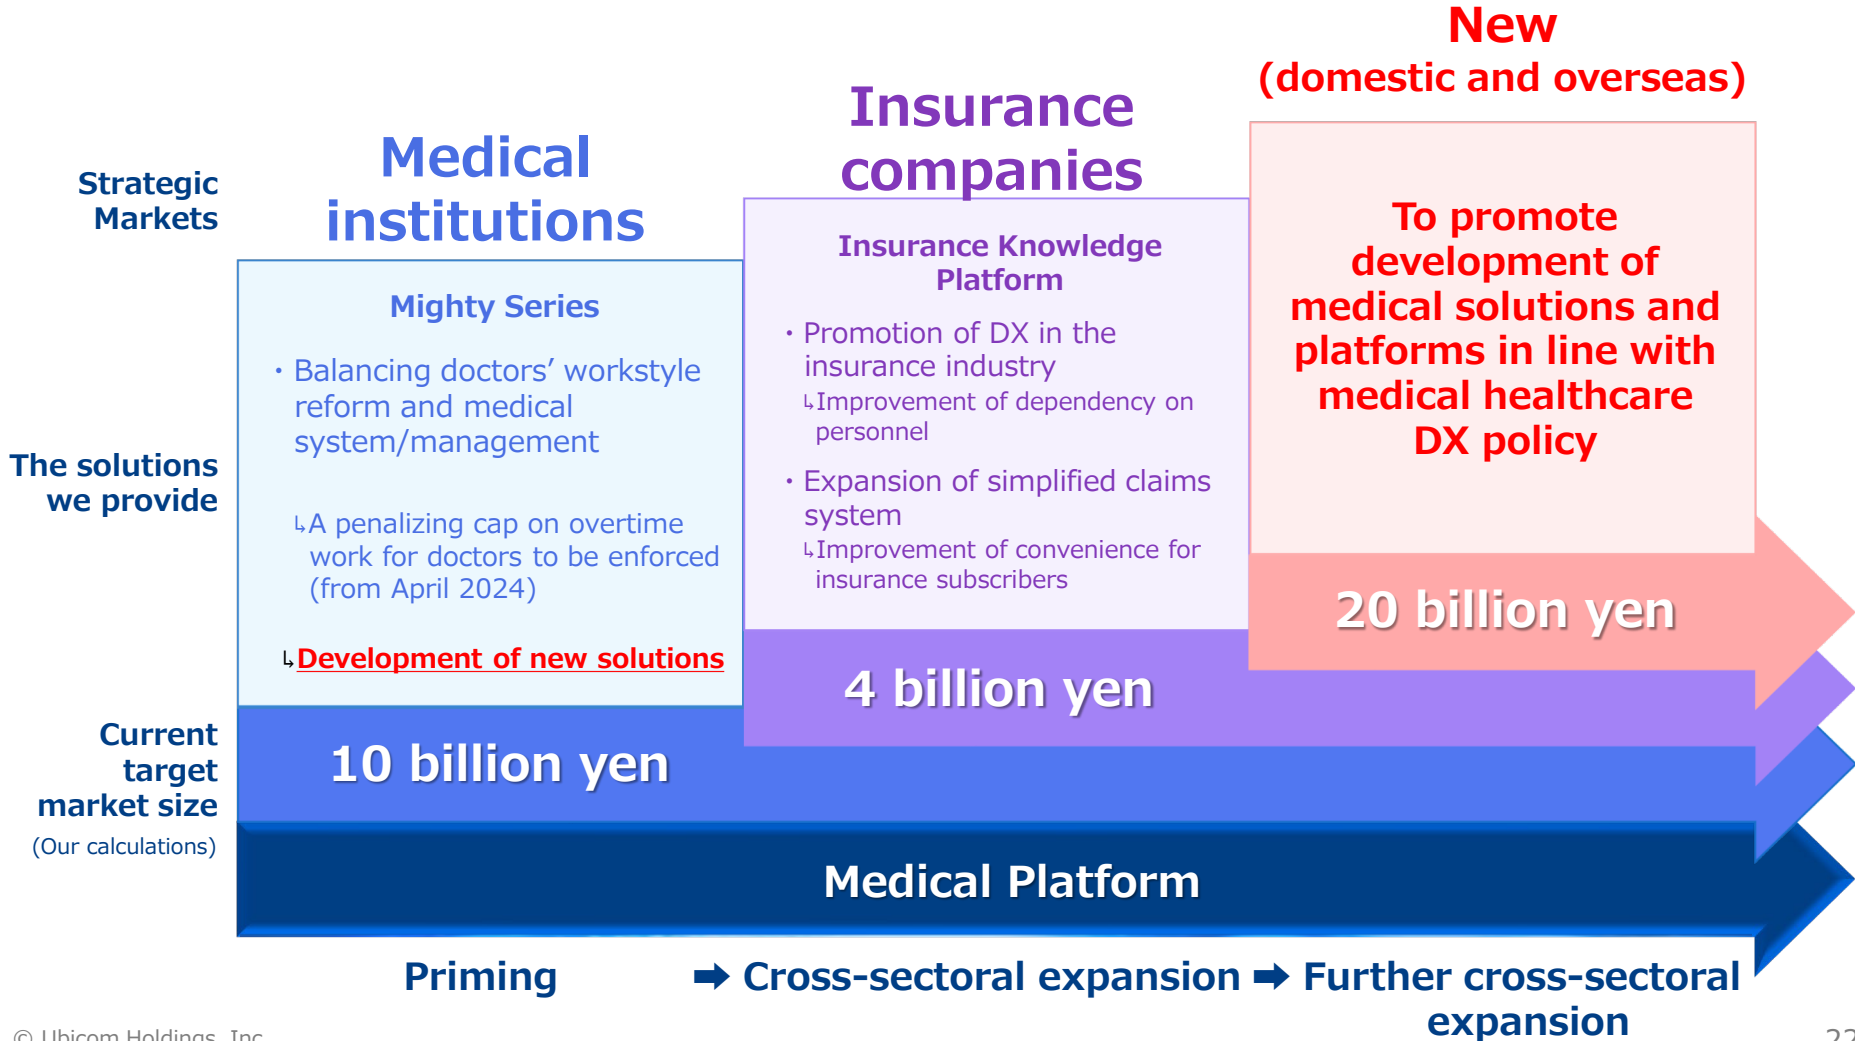 New
(domestic and overseas)
Insurance
companies
Medical
institutions
Strategic
Markets
Mighty Series
・Balancing doctors’ workstyle
reform and medical
system/management
↳A penalizing cap on overtime
work for doctors to be enforced
(from April 2024)
↳Development of new solutions
Insurance Knowledge
Platform
・Promotion of DX in the
insurance industry
↳Improvement of dependency on
personnel
・Expansion of simplified claims
system
↳Improvement of convenience for
insurance subscribers
To promote
development of
medical solutions and
platforms in line with
medical healthcare
DX policy
The solutions
we provide
Current
target
market size
(Our calculations)
10 billion yen
4 billion yen
20 billion yen
Medical Platform
Priming ➡ Cross-sectoral expansion ➡ Further cross-sectoral
expansion
© Ubicom Holdings, Inc
22